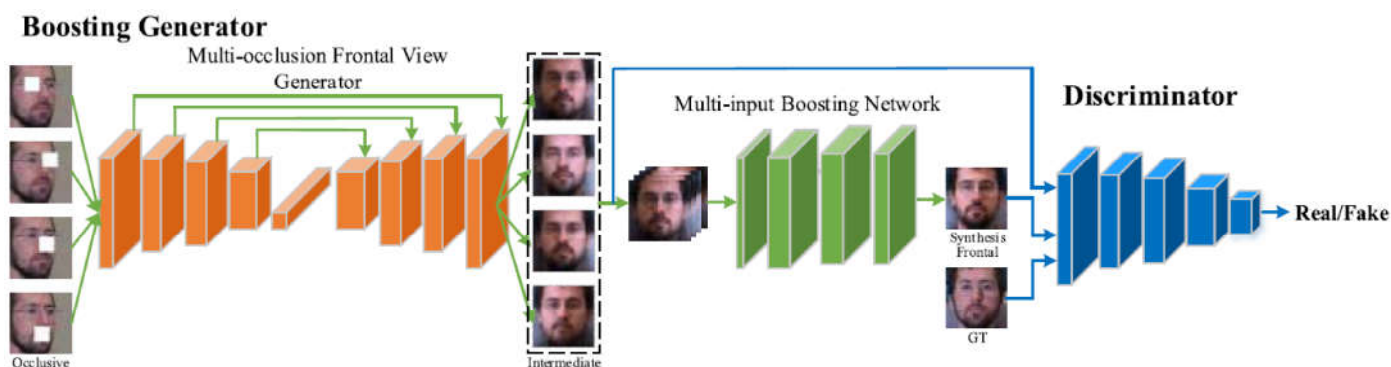 Boosting Generator
Multi-occlusion Frontal View
Generator
Multi-input Boosting Network
Discriminator
Real/Fake
Synthesis
Frontal
GT
Occlusive
Intermediate